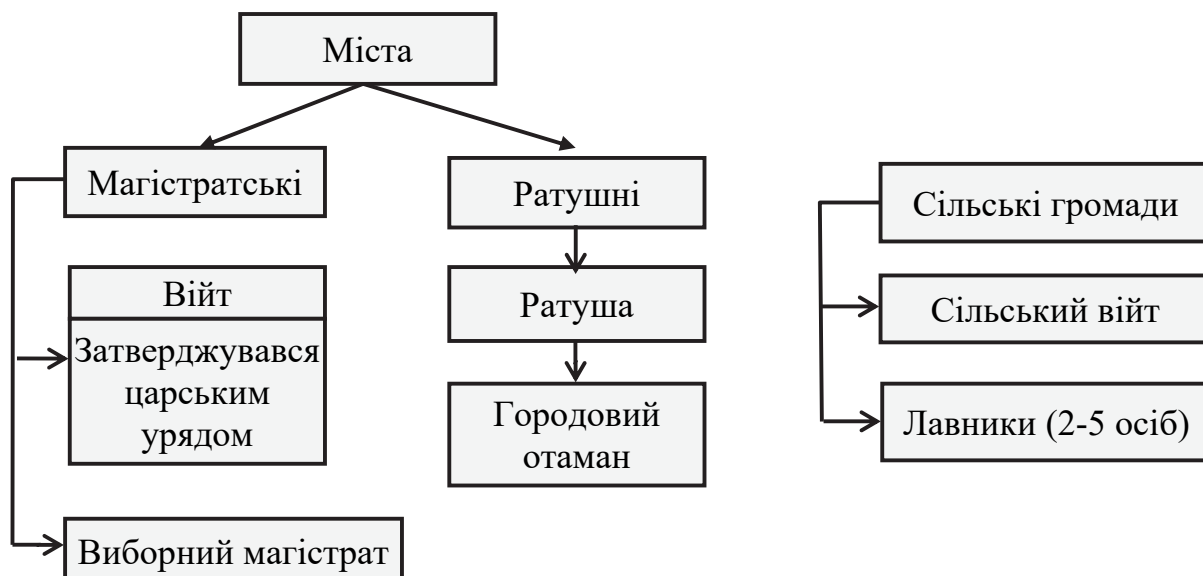 Міста
Магістратські
Війт
Затверджувався
царським
урядом
Виборний магістрат
Ратушні
Ратуша
Городовий
отаман
Сільські громади
Сільський війт
Лавники (2-5 осіб)